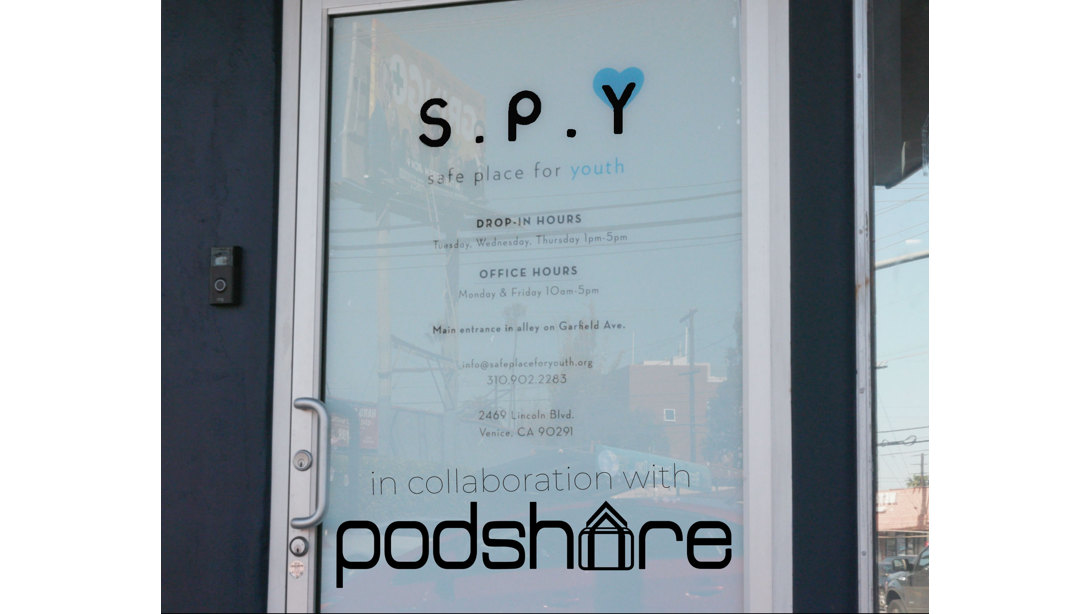 s.p.y
safe place for youth
DROP-IN HOURS
Tuesday, Wednesday, Thursday 1pm-5pm
OFFICE HOURS
Monday & Friday 10am-5pm
Main entrance in alley on Garfield Ave.
info@safeplaceforyouth.org
310.902.2283
2469 Lincoln Blvd.
Venice, CA 90291
in collaboration with
podshare